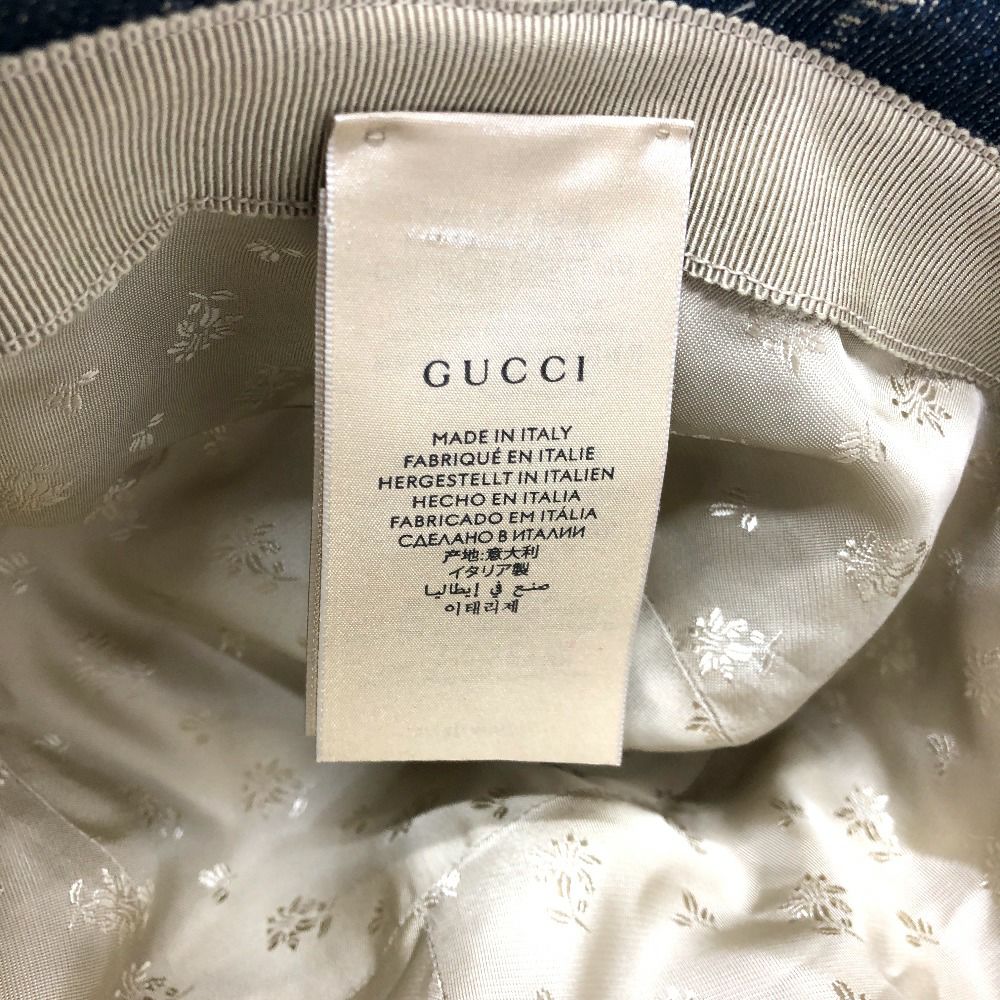 GUCCI
MADE IN ITALY
FABRIQUÉ EN ITALIE
HERGESTELLT IN ITALIEN
HECHO EN ITALIA
FABRICADO EM ITÁLIA
СДЕЛАНО В ИТАЛИИ
产地:意大利
イタリア製
صنع في إيطاليا
이태리제